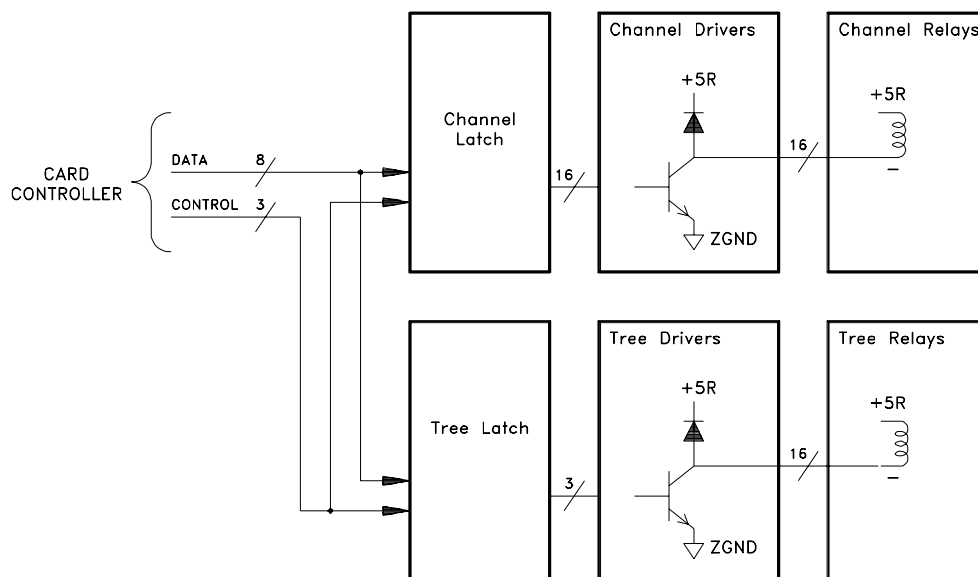 Channel Drivers
Channel Relays
+5R
+5R
Channel
Latch
CARD
CONTROLLER
DATA
8
CONTROL
3
16
16
–
ZGND
Tree Drivers
Tree Relays
+5R
+5R
Tree Latch
3
16
–
ZGND